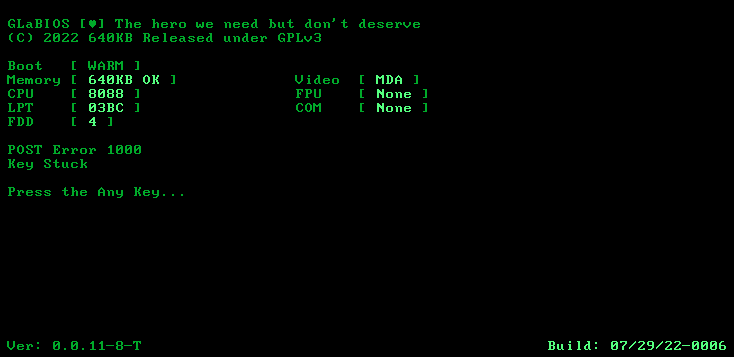 GLaBIOS [♥] The hero we need but don't deserve
(C) 2022 640KB Released under GPLv3
Boot [ WARM ]
Memory [ 640KB OK ] Video [ MDA ]
CPU [ 8088 ] FPU [ None ]
LPT [ 03BC ] COM [ None ]
FDD [ 4 ]
POST Error 1000
Key Stuck
Press the Any Key...
Ver: 0.0.11-8-T Build: 07/29/22-0006